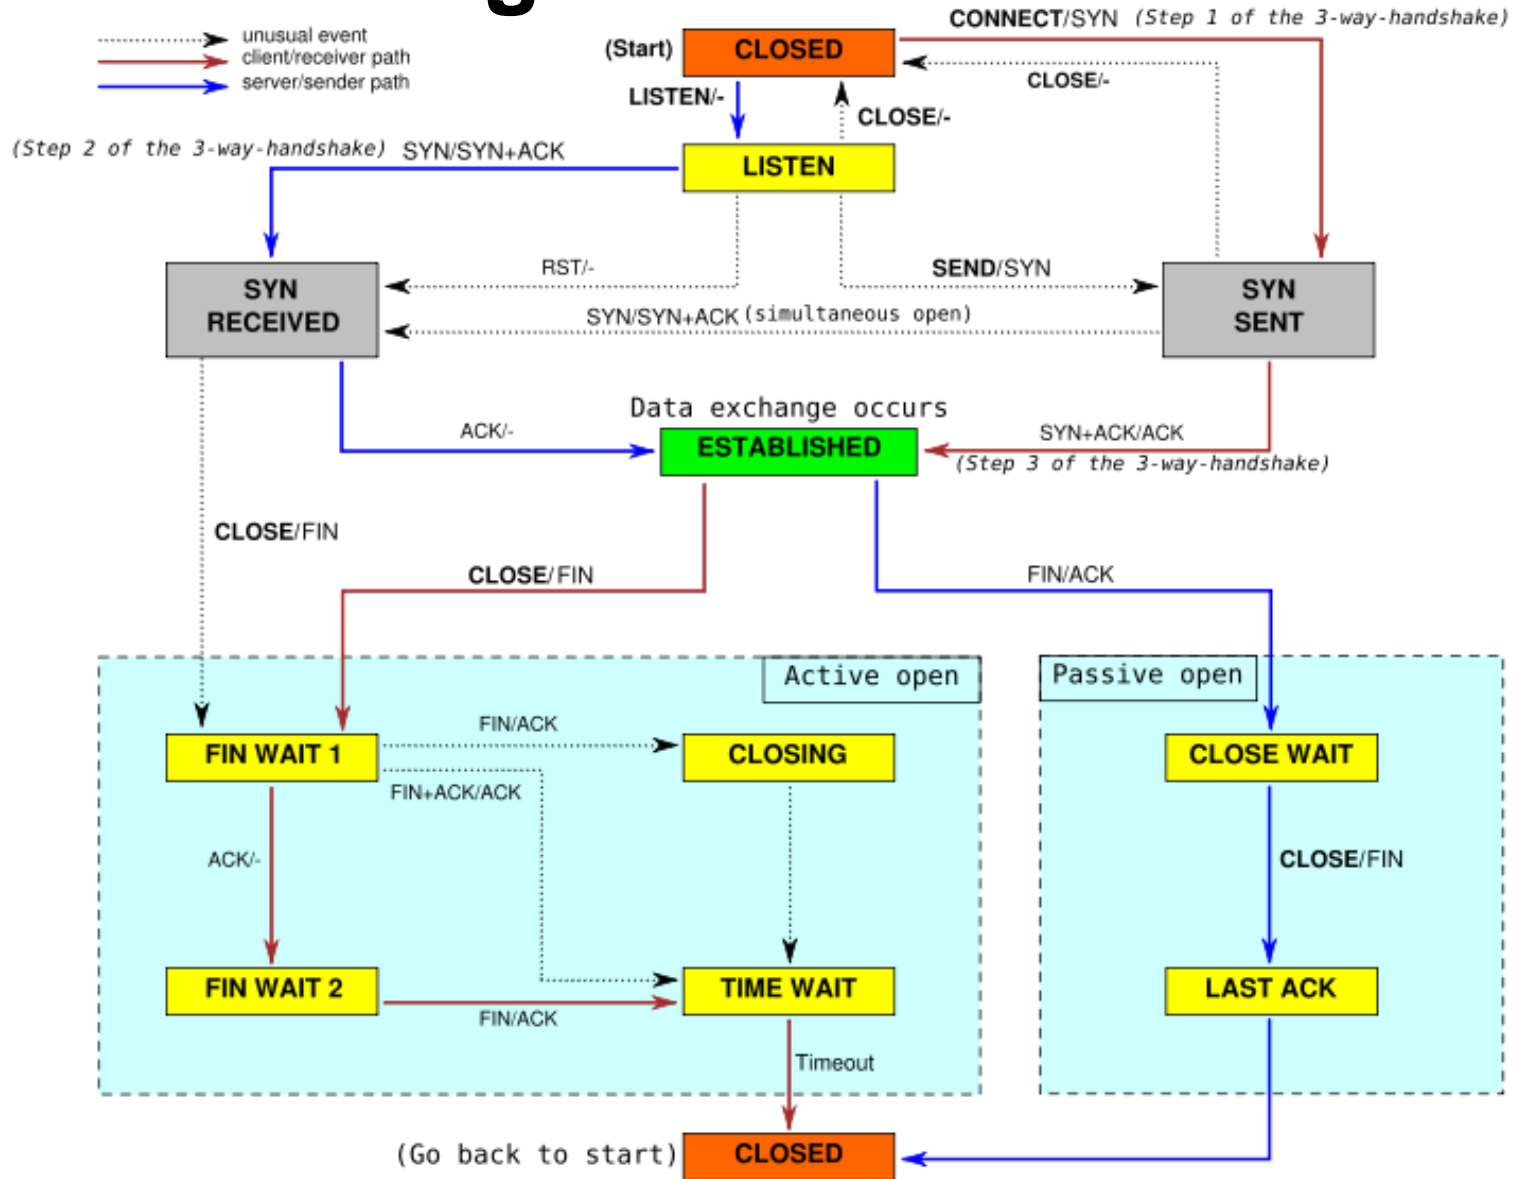 unusual event
client/receiver path
server/sender path
CONNECT/SYN (Step 1 of the 3-way-handshake)
(Start)
CLOSED
CLOSE/-
LISTEN/-
CLOSE/-
(Step 2 of the 3-way-handshake) SYN/SYN+ACK
LISTEN
RST/-
SEND/SYN
SYN
RECEIVED
SYN
SENT
SYN/SYN+ACK (simultaneous open)
Data exchange occurs
ACK/-
ESTABLISHED
SYN+ACK/ACK
(Step 3 of the 3-way-handshake)
CLOSE/FIN
CLOSE/FIN
FIN/ACK
Active open
Passive open
FIN WAIT 1
FIN/ACK
CLOSING
CLOSE WAIT
FIN+ACK/ACK
ACK/-
CLOSE/FIN
FIN WAIT 2
FIN/ACK
TIME WAIT
LAST ACK
Timeout
(Go back to start)
CLOSED